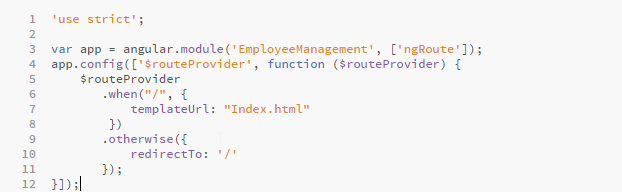 1 'use strict';
2
3 var app = angular.module('EmployeeManagement', ['ngRoute']);
4 app.config(['$routeProvider', function ($routeProvider) {
5     $routeProvider
6        .when("/", {
7            templateUrl: "Index.html"
8         })
9        .otherwise({
10            redirectTo: '/'
11        });
12 }]);